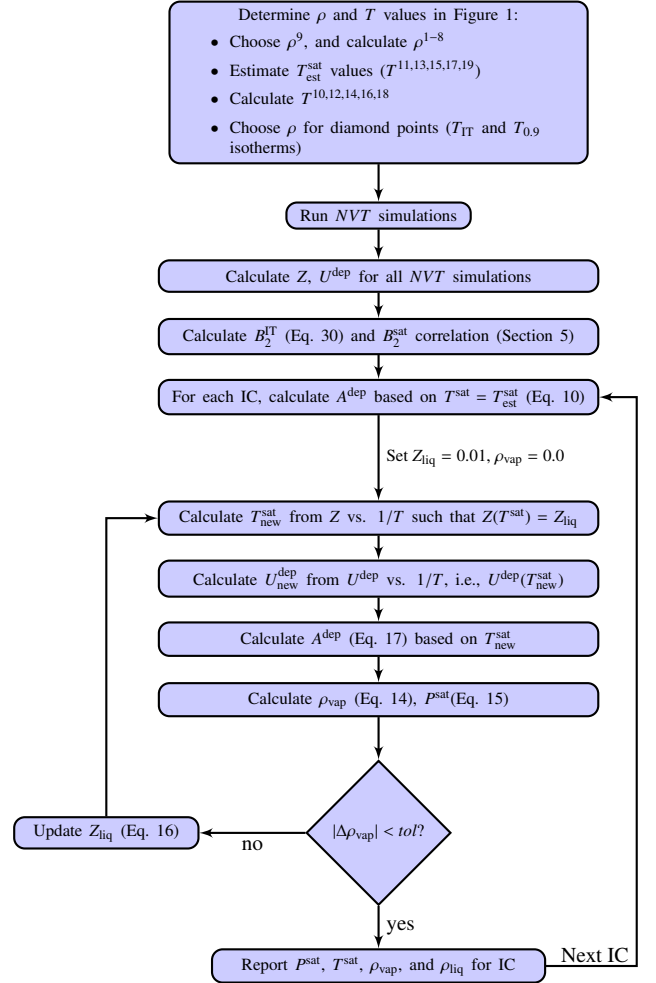 Determine ρ and T values in Figure 1:
• Choose ρ⁹, and calculate ρ¹⁻⁸
• Estimate T_est^sat values (T^11,13,15,17,19)
• Calculate T^10,12,14,16,18
• Choose ρ for diamond points (T_IT and T_0.9
isotherms)
Run NVT simulations
Calculate Z, U^dep for all NVT simulations
Calculate B_2^IT (Eq. 30) and B_2^sat correlation (Section 5)
For each IC, calculate A^dep based on T^sat = T_est^sat (Eq. 10)
Set Z_liq = 0.01, ρ_vap = 0.0
Calculate T_new^sat from Z vs. 1/T such that Z(T^sat) = Z_liq
Calculate U_new^dep from U^dep vs. 1/T, i.e., U^dep(T_new^sat)
Calculate A^dep (Eq. 17) based on T_new^sat
Calculate ρ_vap (Eq. 14), P^sat(Eq. 15)
|Δρ_vap| < tol?
no
Update Z_liq (Eq. 16)
yes
Report P^sat, T^sat, ρ_vap, and ρ_liq for IC
Next IC